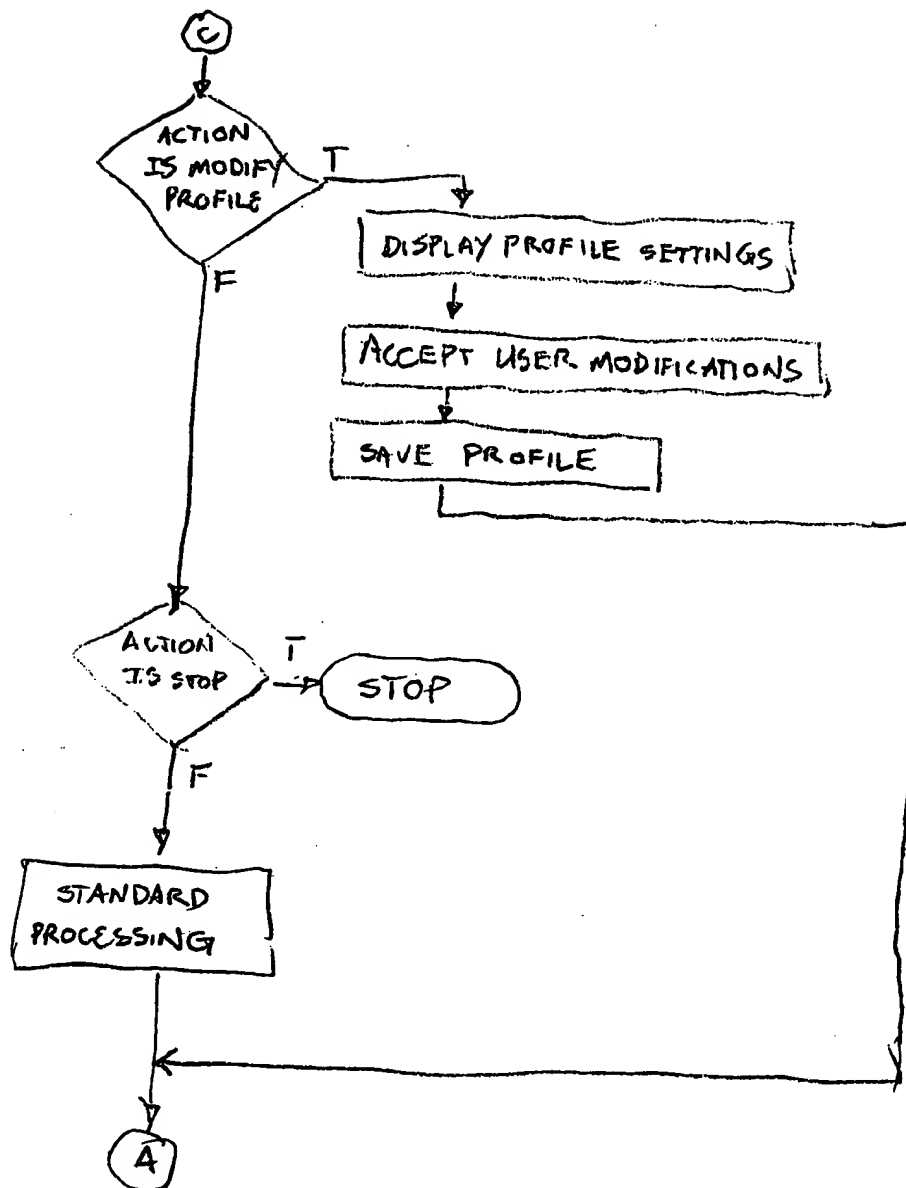 C
ACTION
IS MODIFY
PROFILE
T
DISPLAY PROFILE SETTINGS
F
ACCEPT USER MODIFICATIONS
SAVE PROFILE
ACTION
IS STOP
T
STOP
F
STANDARD
PROCESSING
A